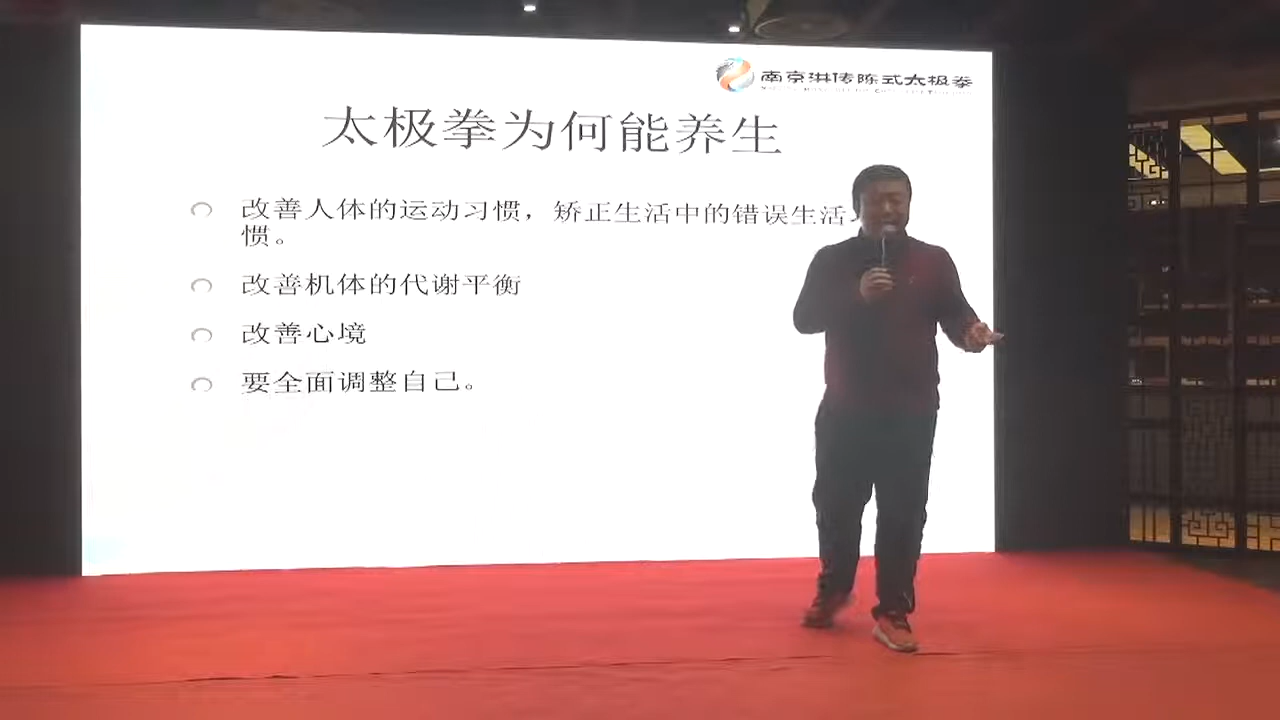 南京洪传陈式太极拳
太极拳为何能养生
改善人体的运动习惯，矫正生活中的错误生活
惯。
改善机体的代谢平衡
改善心境
要全面调整自己。